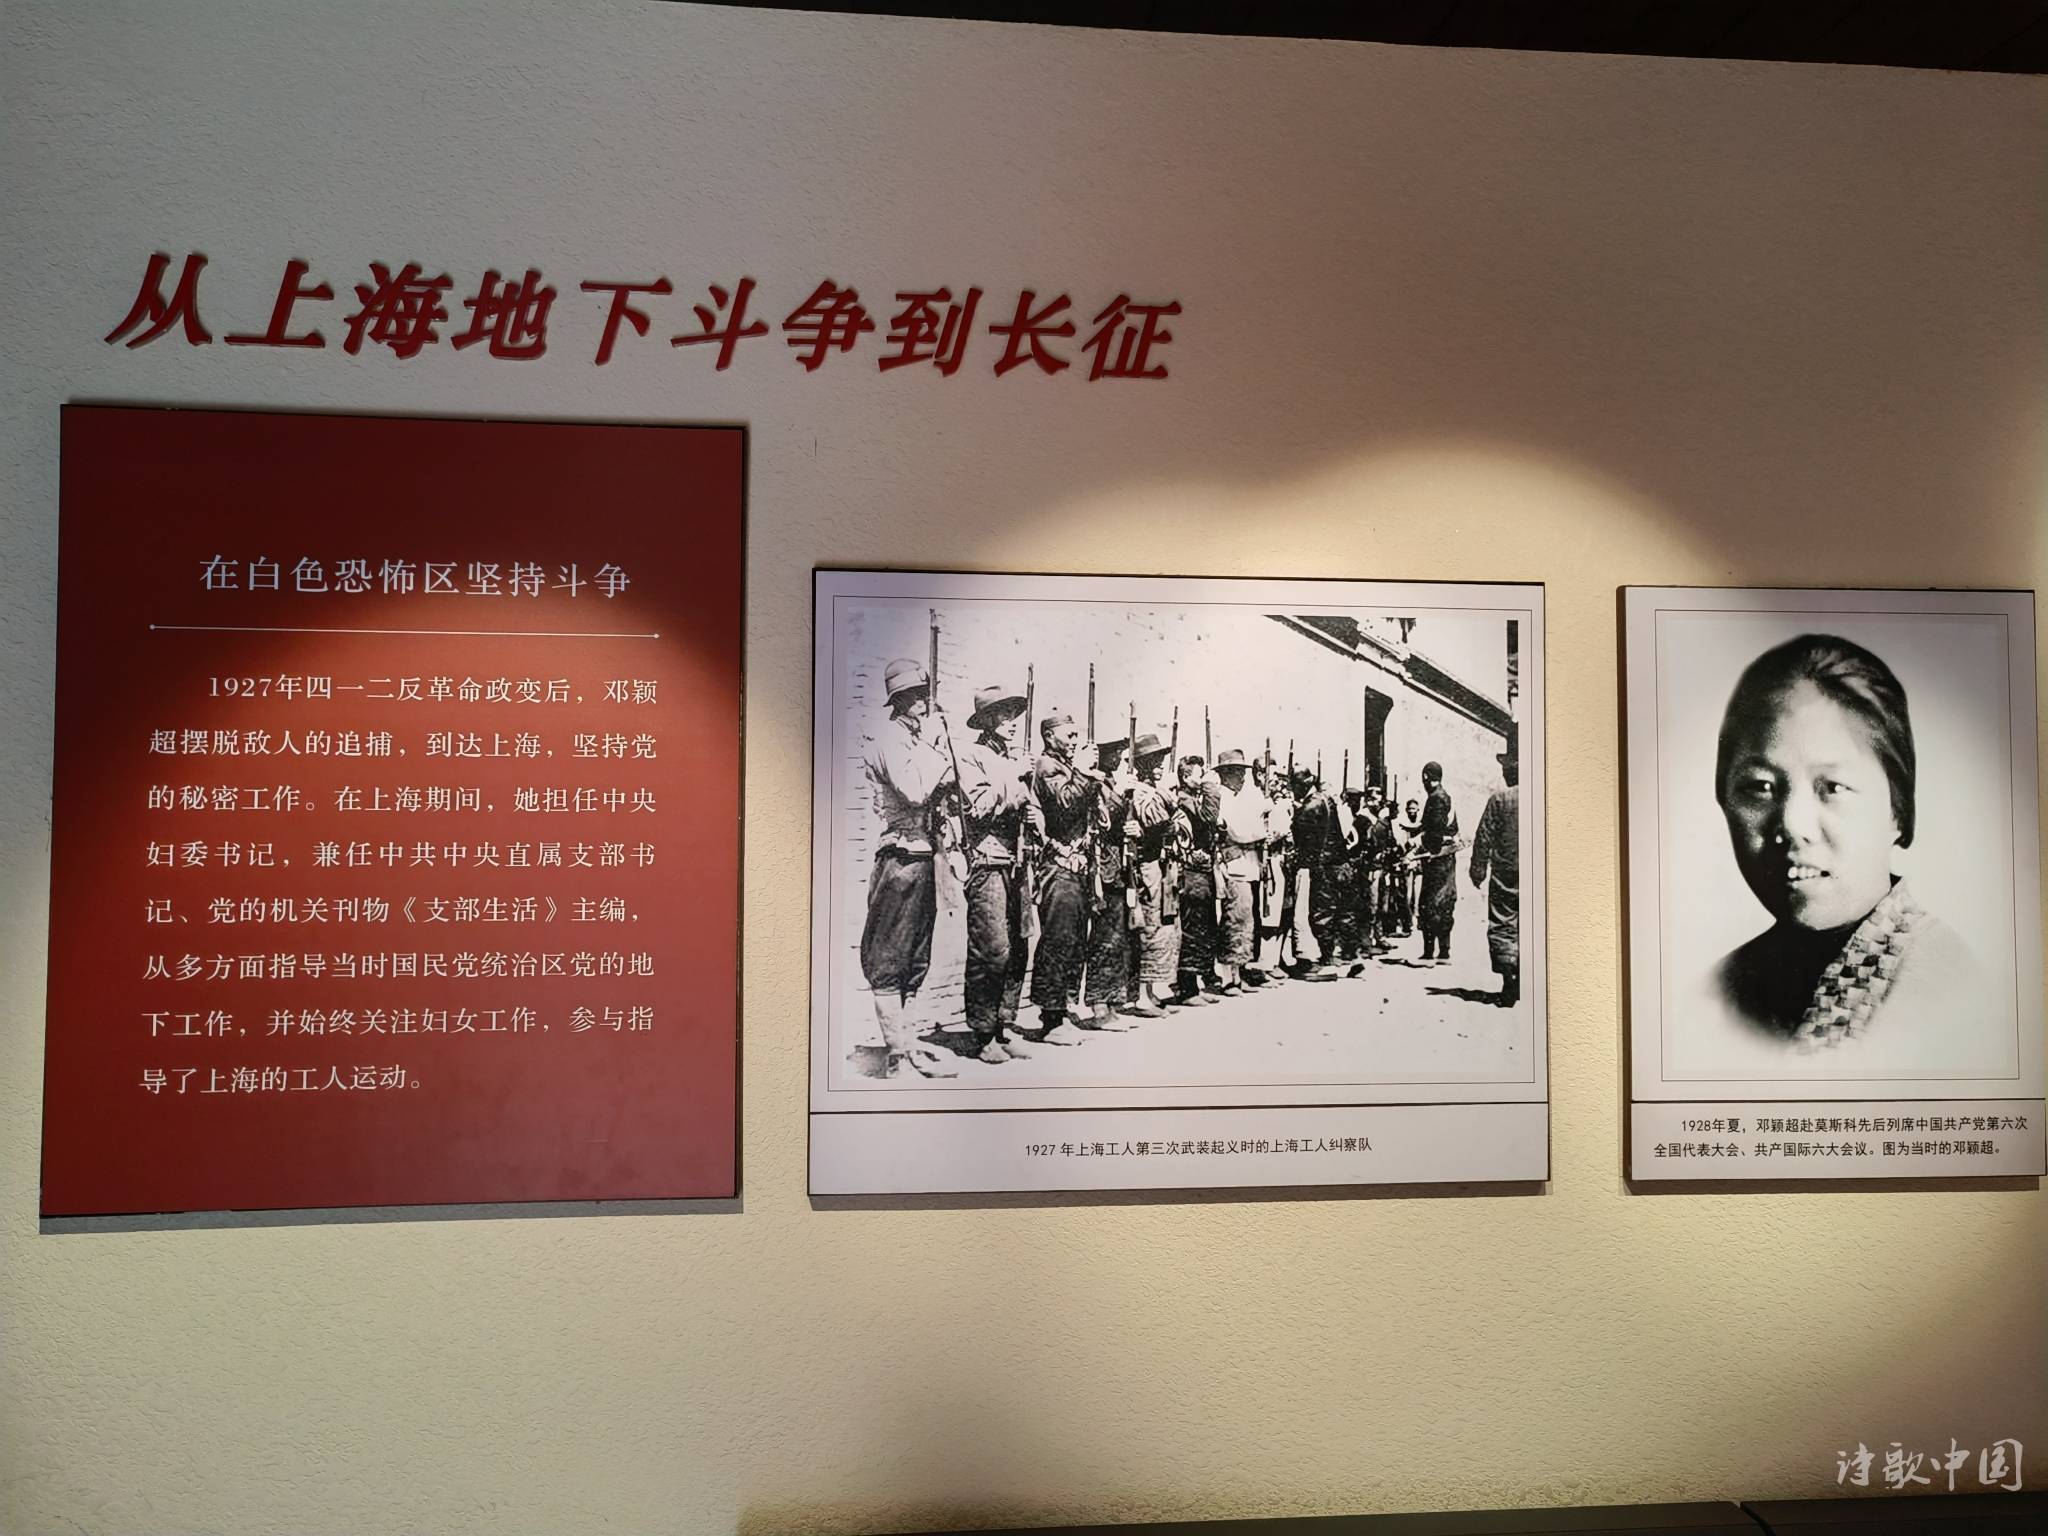 从上海地下斗争到长征
在白色恐怖区坚持斗争
1927年四一二反革命政变后，邓颖
超摆脱敌人的追捕，到达上海，坚持党
的秘密工作。在上海期间，她担任中央
妇委书记，兼任中共中央直属支部书
记、党的机关刊物《支部生活》主编，
从多方面指导当时国民党统治区党的地
下工作，并始终关注妇女工作，参与指
导了上海的工人运动。
1927年上海工人第三次武装起义时的上海工人纠察队
1928年夏，邓颖超赴莫斯科先后列席中国共产党第六次
全国代表大会、共产国际六大会议。图为当时的邓颖超。
诗歌中国